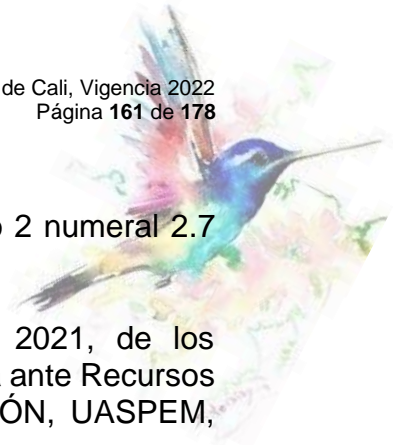 de Cali, Vigencia 2022
Página 161 de 178
2 numeral 2.7
2021, de los
ante Recursos
ÓN, UASPEM,